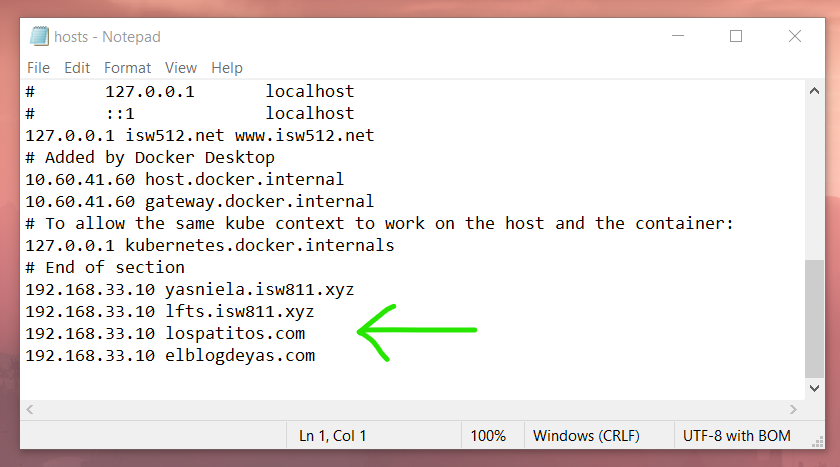 hosts - Notepad
File Edit Format View Help
# 127.0.0.1 localhost
# ::1 localhost
127.0.0.1 isw512.net www.isw512.net
# Added by Docker Desktop
10.60.41.60 host.docker.internal
10.60.41.60 gateway.docker.internal
# To allow the same kube context to work on the host and the container:
127.0.0.1 kubernetes.docker.internals
# End of section
192.168.33.10 yasniela.isw811.xyz
192.168.33.10 lfts.isw811.xyz
192.168.33.10 lospatitos.com
192.168.33.10 elblogdeyas.com
Ln 1, Col 1 100% Windows (CRLF) UTF-8 with BOM